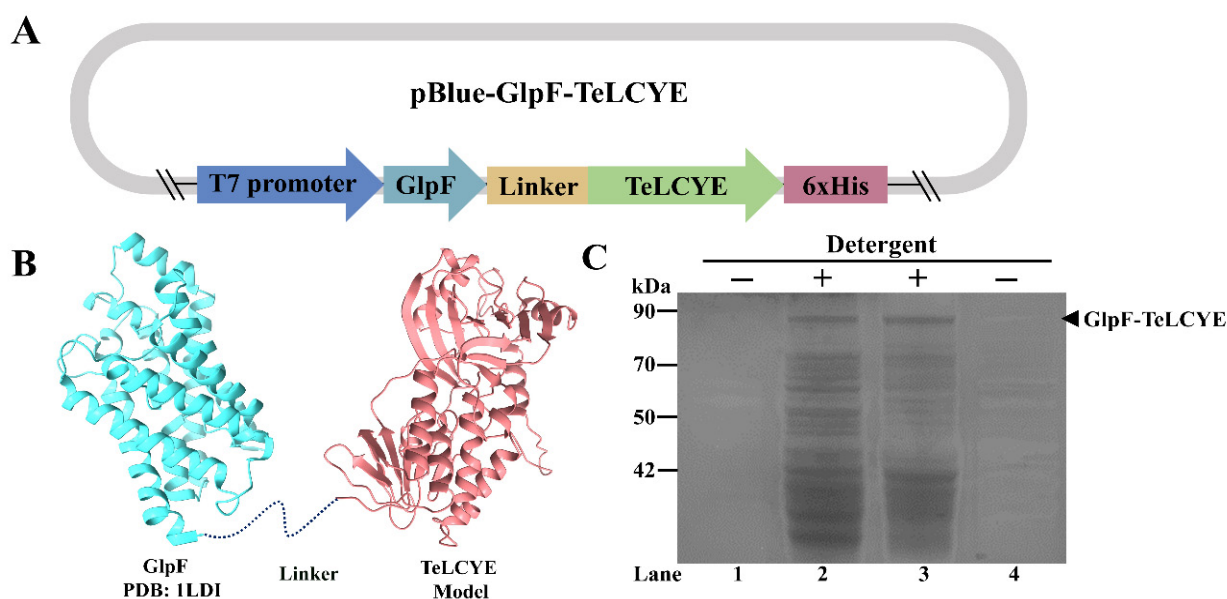 A
pBlue-GlpF-TeLCYE
T7 promoter GlpF Linker TeLCYE 6xHis
B
GlpF
PDB: 1LDI
Linker
TeLCYE
Model
C
Detergent
kDa − + + −
90
GlpF-TeLCYE
70
50
42
Lane 1 2 3 4